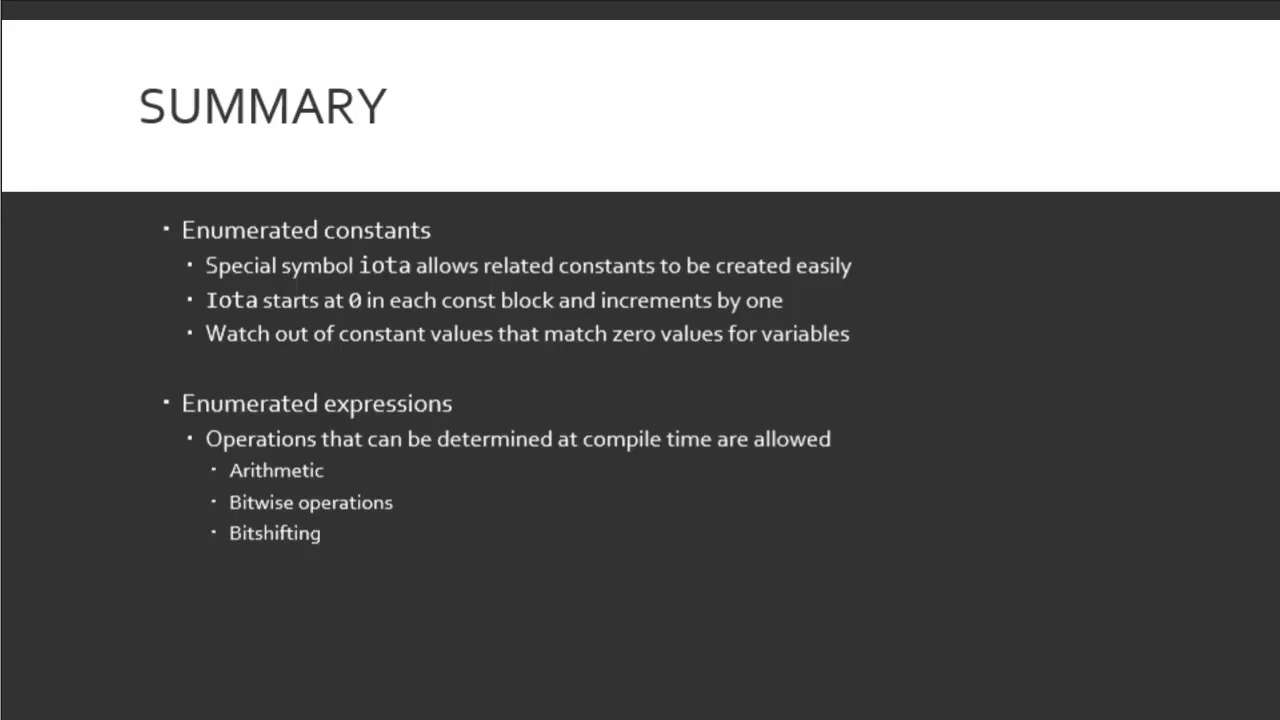 SUMMARY
▪ Enumerated constants
▪ Special symbol iota allows related constants to be created easily
▪ Iota starts at 0 in each const block and increments by one
▪ Watch out of constant values that match zero values for variables
▪ Enumerated expressions
▪ Operations that can be determined at compile time are allowed
▪ Arithmetic
▪ Bitwise operations
▪ Bitshifting